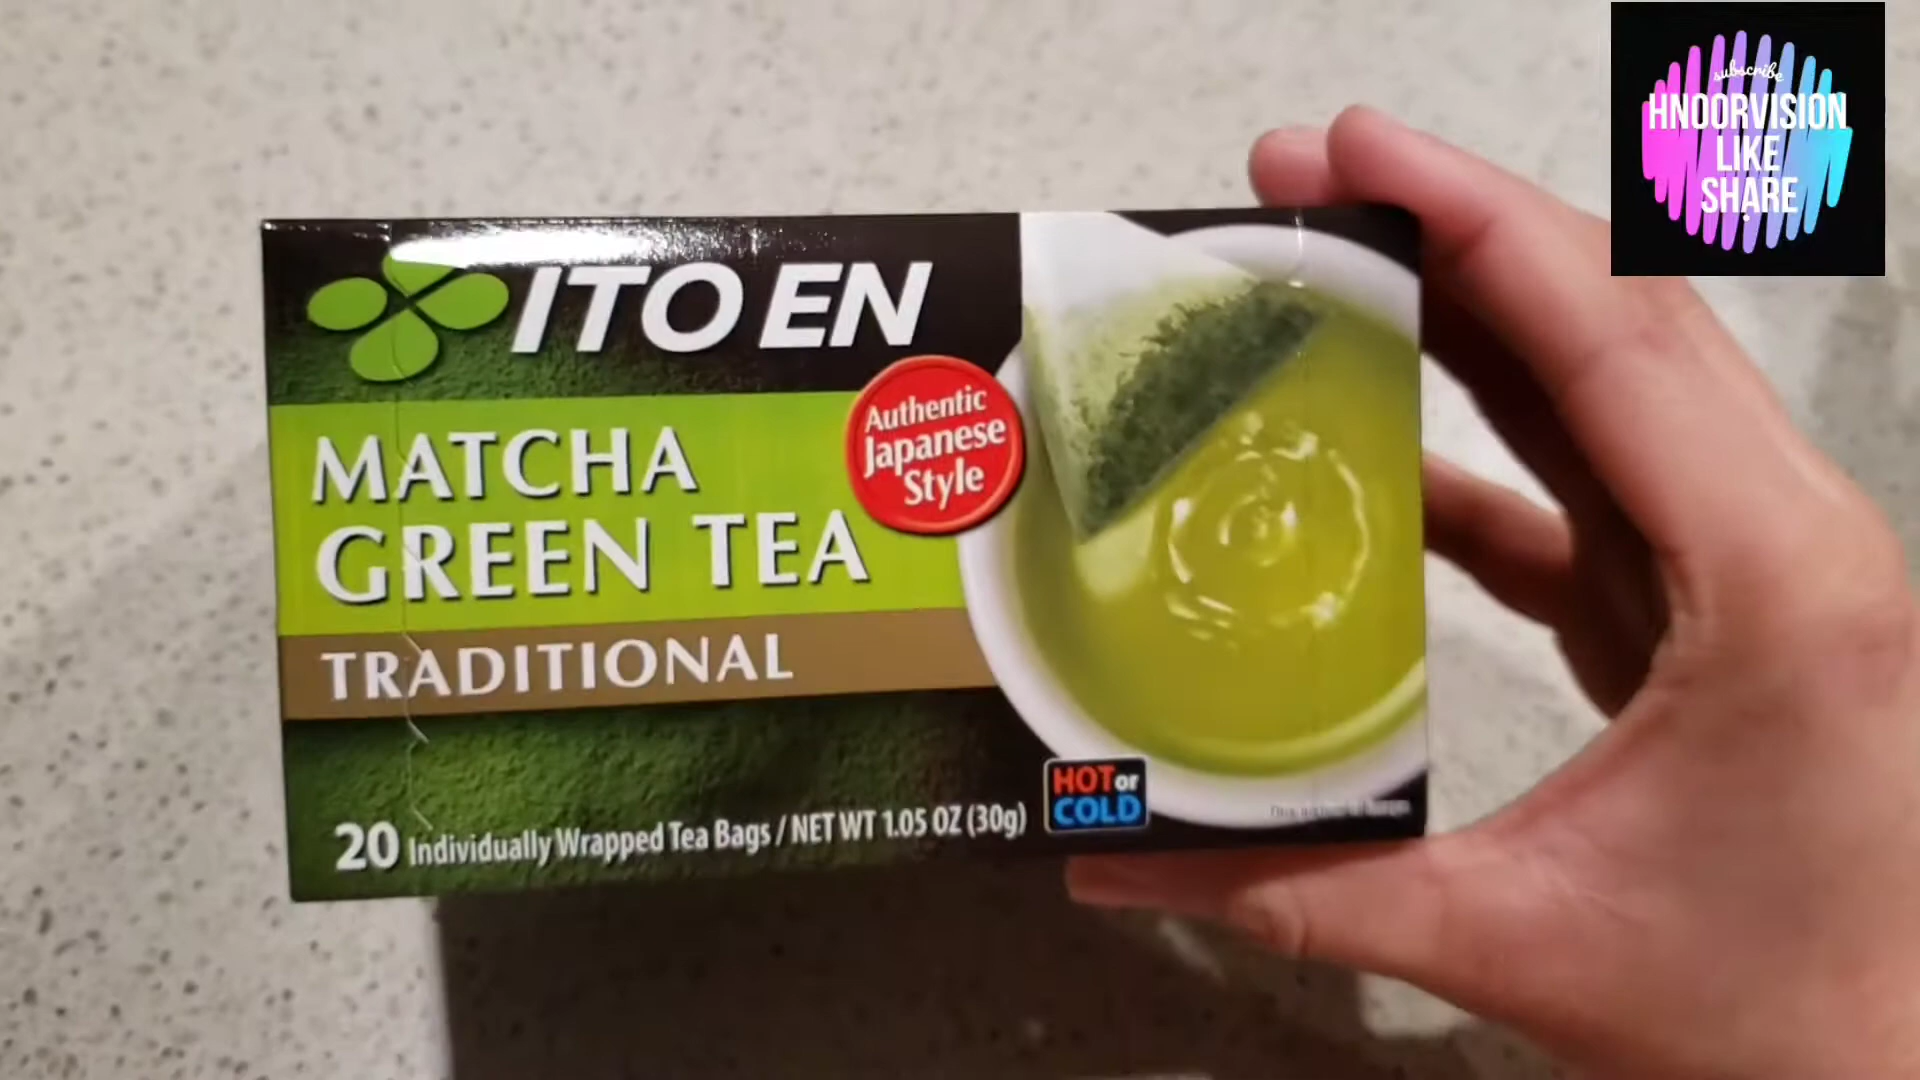 subscribe
HNOORVISION
LIKE
SHARE
ITO EN
Authentic
Japanese
Style
MATCHA
GREEN TEA
TRADITIONAL
HOT or
COLD
20 Individually Wrapped Tea Bags / NET WT 1.05 OZ (30g)